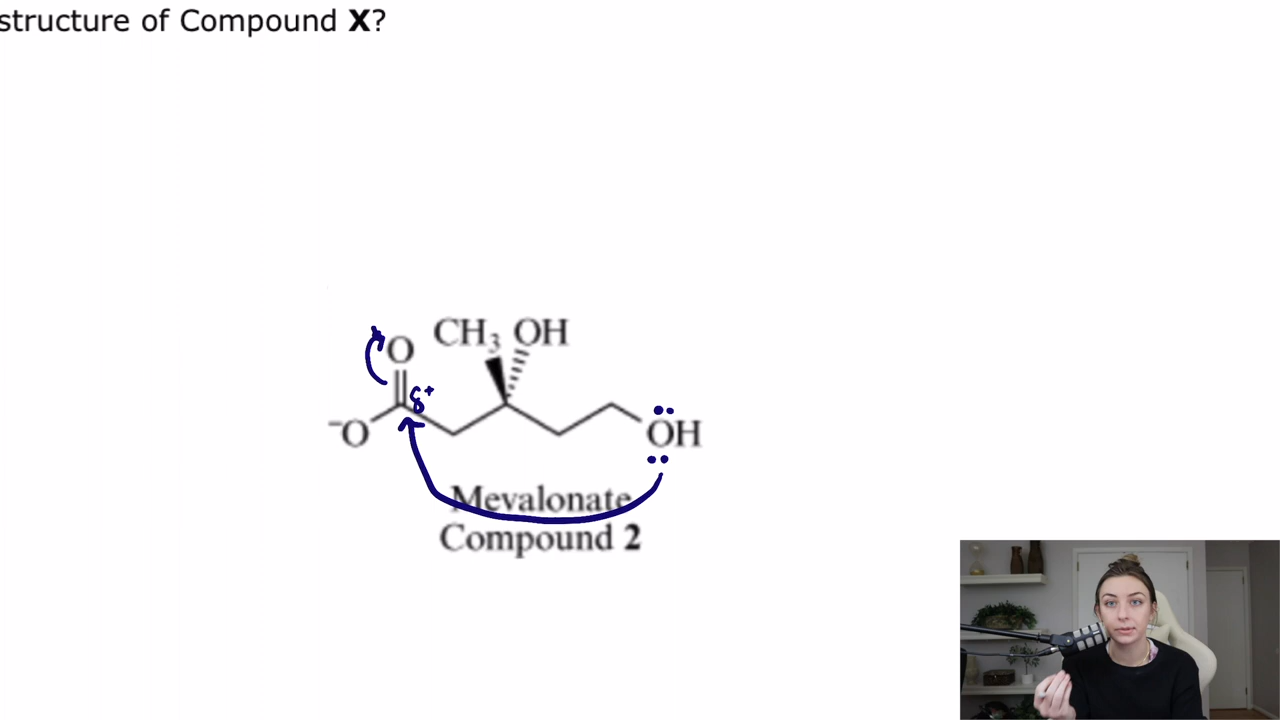 structure of Compound X?
O CH₃ OH
δ⁺
⁻O OH
Mevalonate
Compound 2